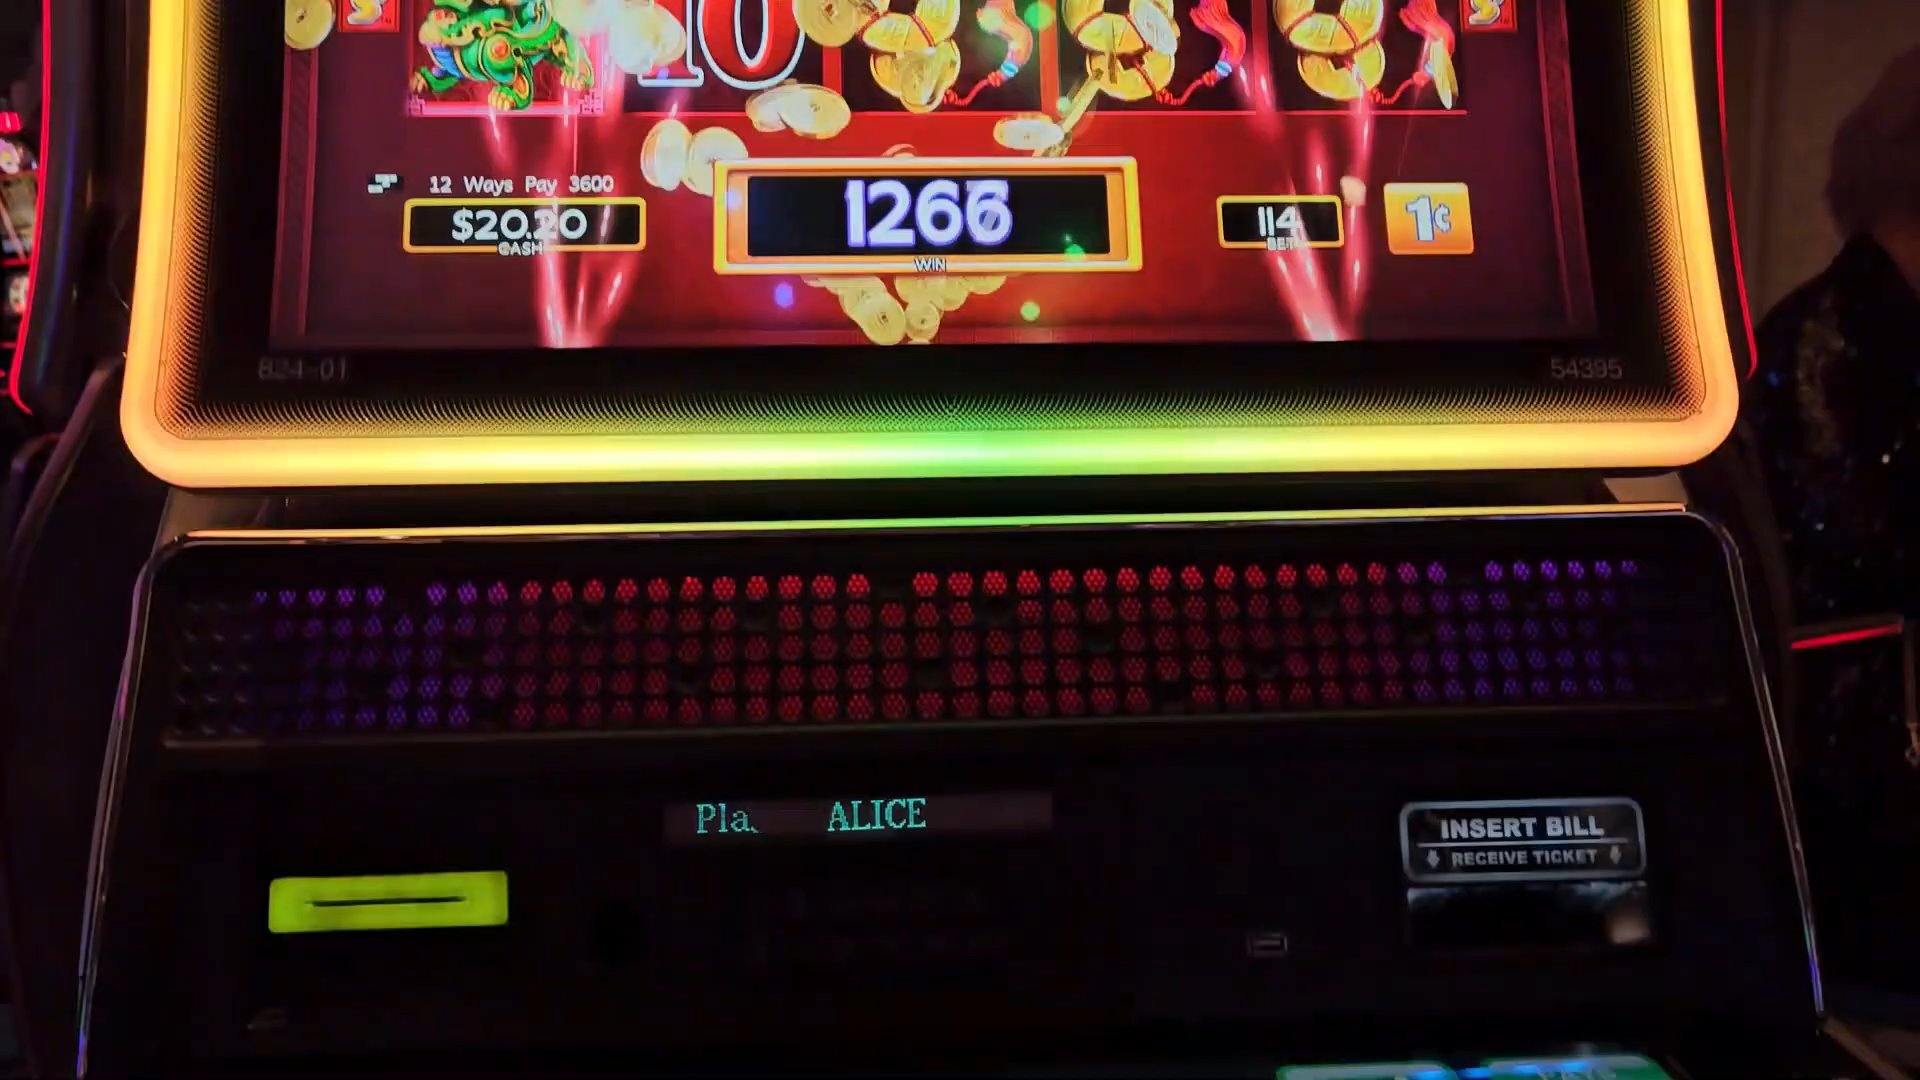 10
12 Ways Pay 3600
$20.20
CASH
1266
WIN
114
BET
1¢
824-01
54395
Pla ALICE
INSERT BILL
RECEIVE TICKET